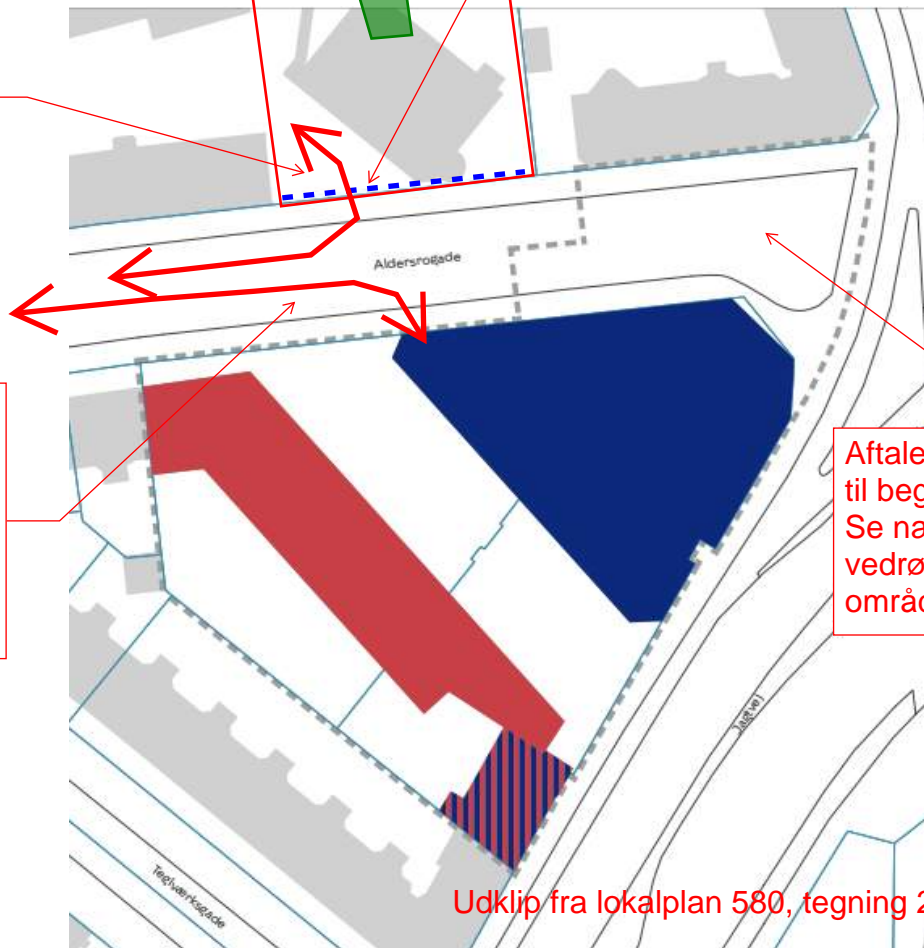 Aldersrogade
Aftale
til beg
Se na
vedrø
områd
Jagtvej
Teglværksgade
Udklip fra lokalplan 580, tegning 2